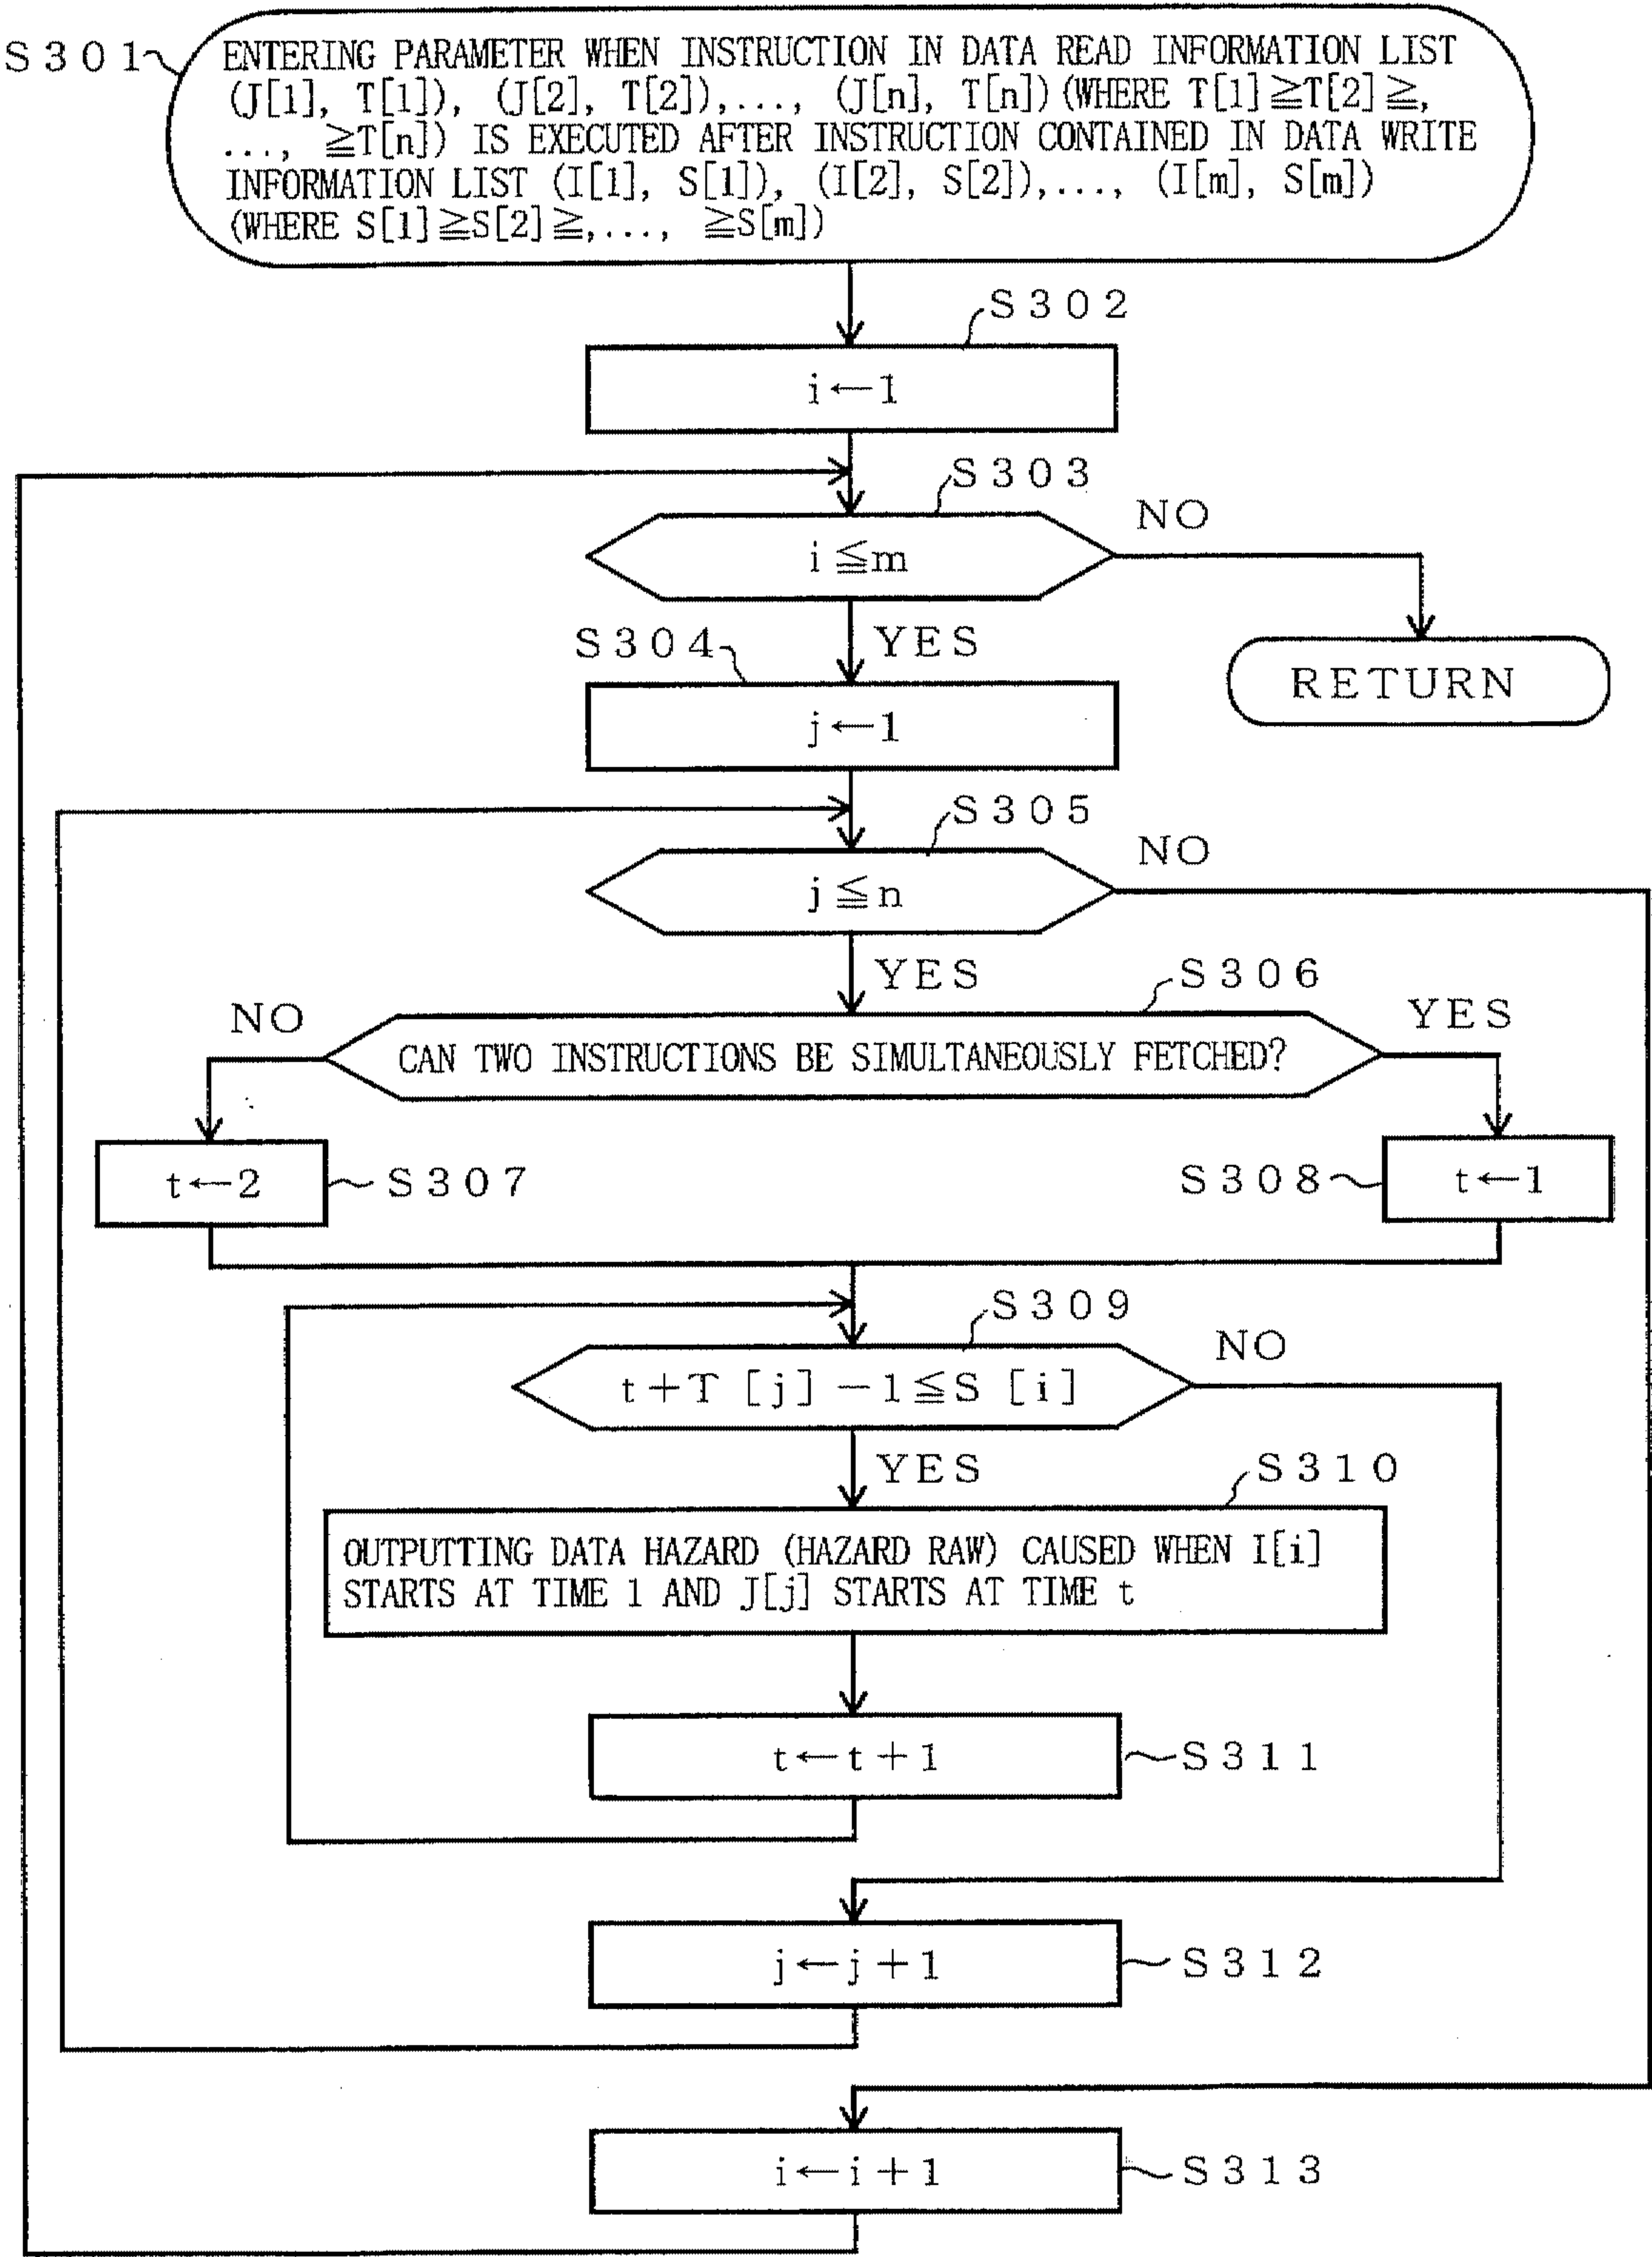 S301
ENTERING PARAMETER WHEN INSTRUCTION IN DATA READ INFORMATION LIST
(J[1], T[1]), (J[2], T[2]),..., (J[n], T[n]) (WHERE T[1]≧T[2]≧,
..., ≧T[n]) IS EXECUTED AFTER INSTRUCTION CONTAINED IN DATA WRITE
INFORMATION LIST (I[1], S[1]), (I[2], S[2]),..., (I[m], S[m])
(WHERE S[1]≧S[2]≧,..., ≧S[m])
S302
i←1
S303
i≦m
NO
YES
RETURN
S304
j←1
S305
j≦n
NO
YES
S306
NO
CAN TWO INSTRUCTIONS BE SIMULTANEOUSLY FETCHED?
YES
t←2
S307
S308
t←1
S309
t+T [j] -1≦S [i]
NO
YES
S310
OUTPUTTING DATA HAZARD (HAZARD RAW) CAUSED WHEN I[i]
STARTS AT TIME 1 AND J[j] STARTS AT TIME t
t←t+1
S311
j←j+1
S312
i←i+1
S313